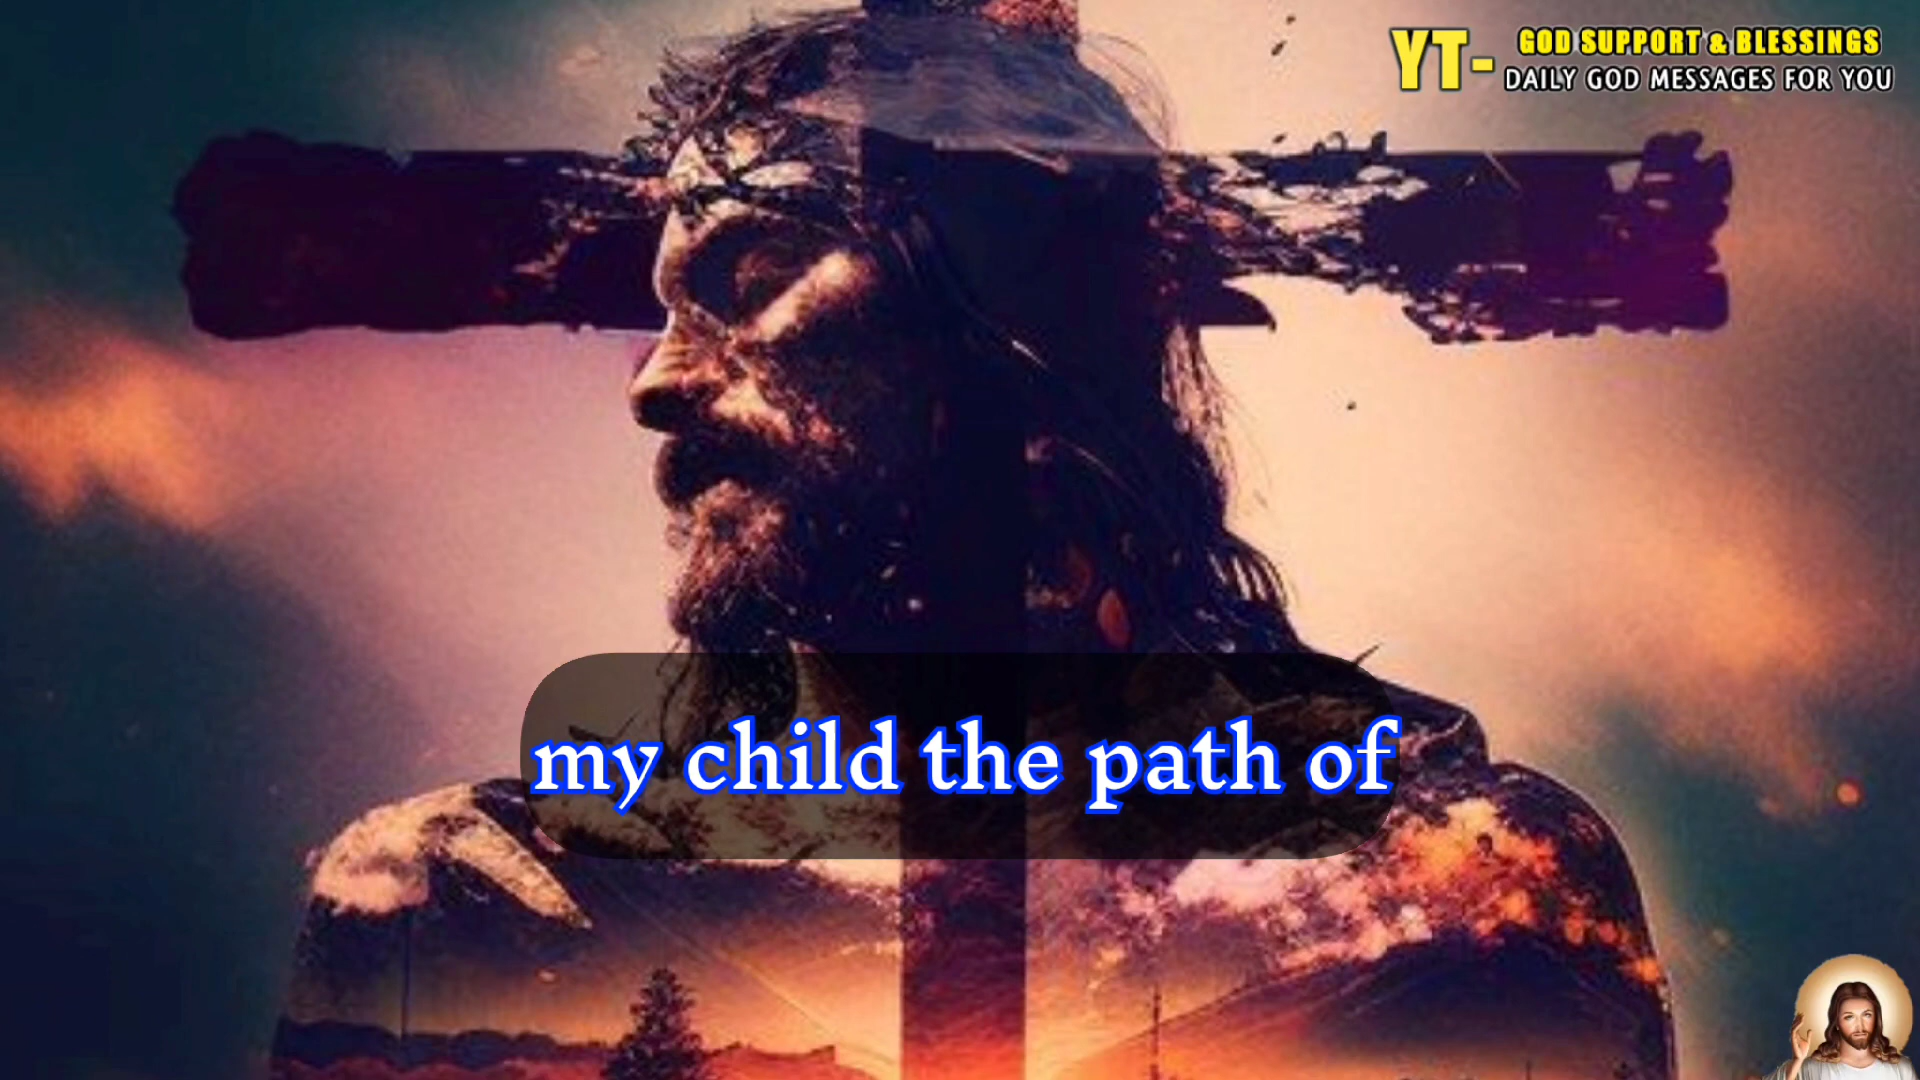 YT- GOD SUPPORT & BLESSINGS
DAILY GOD MESSAGES FOR YOU
my child the path of